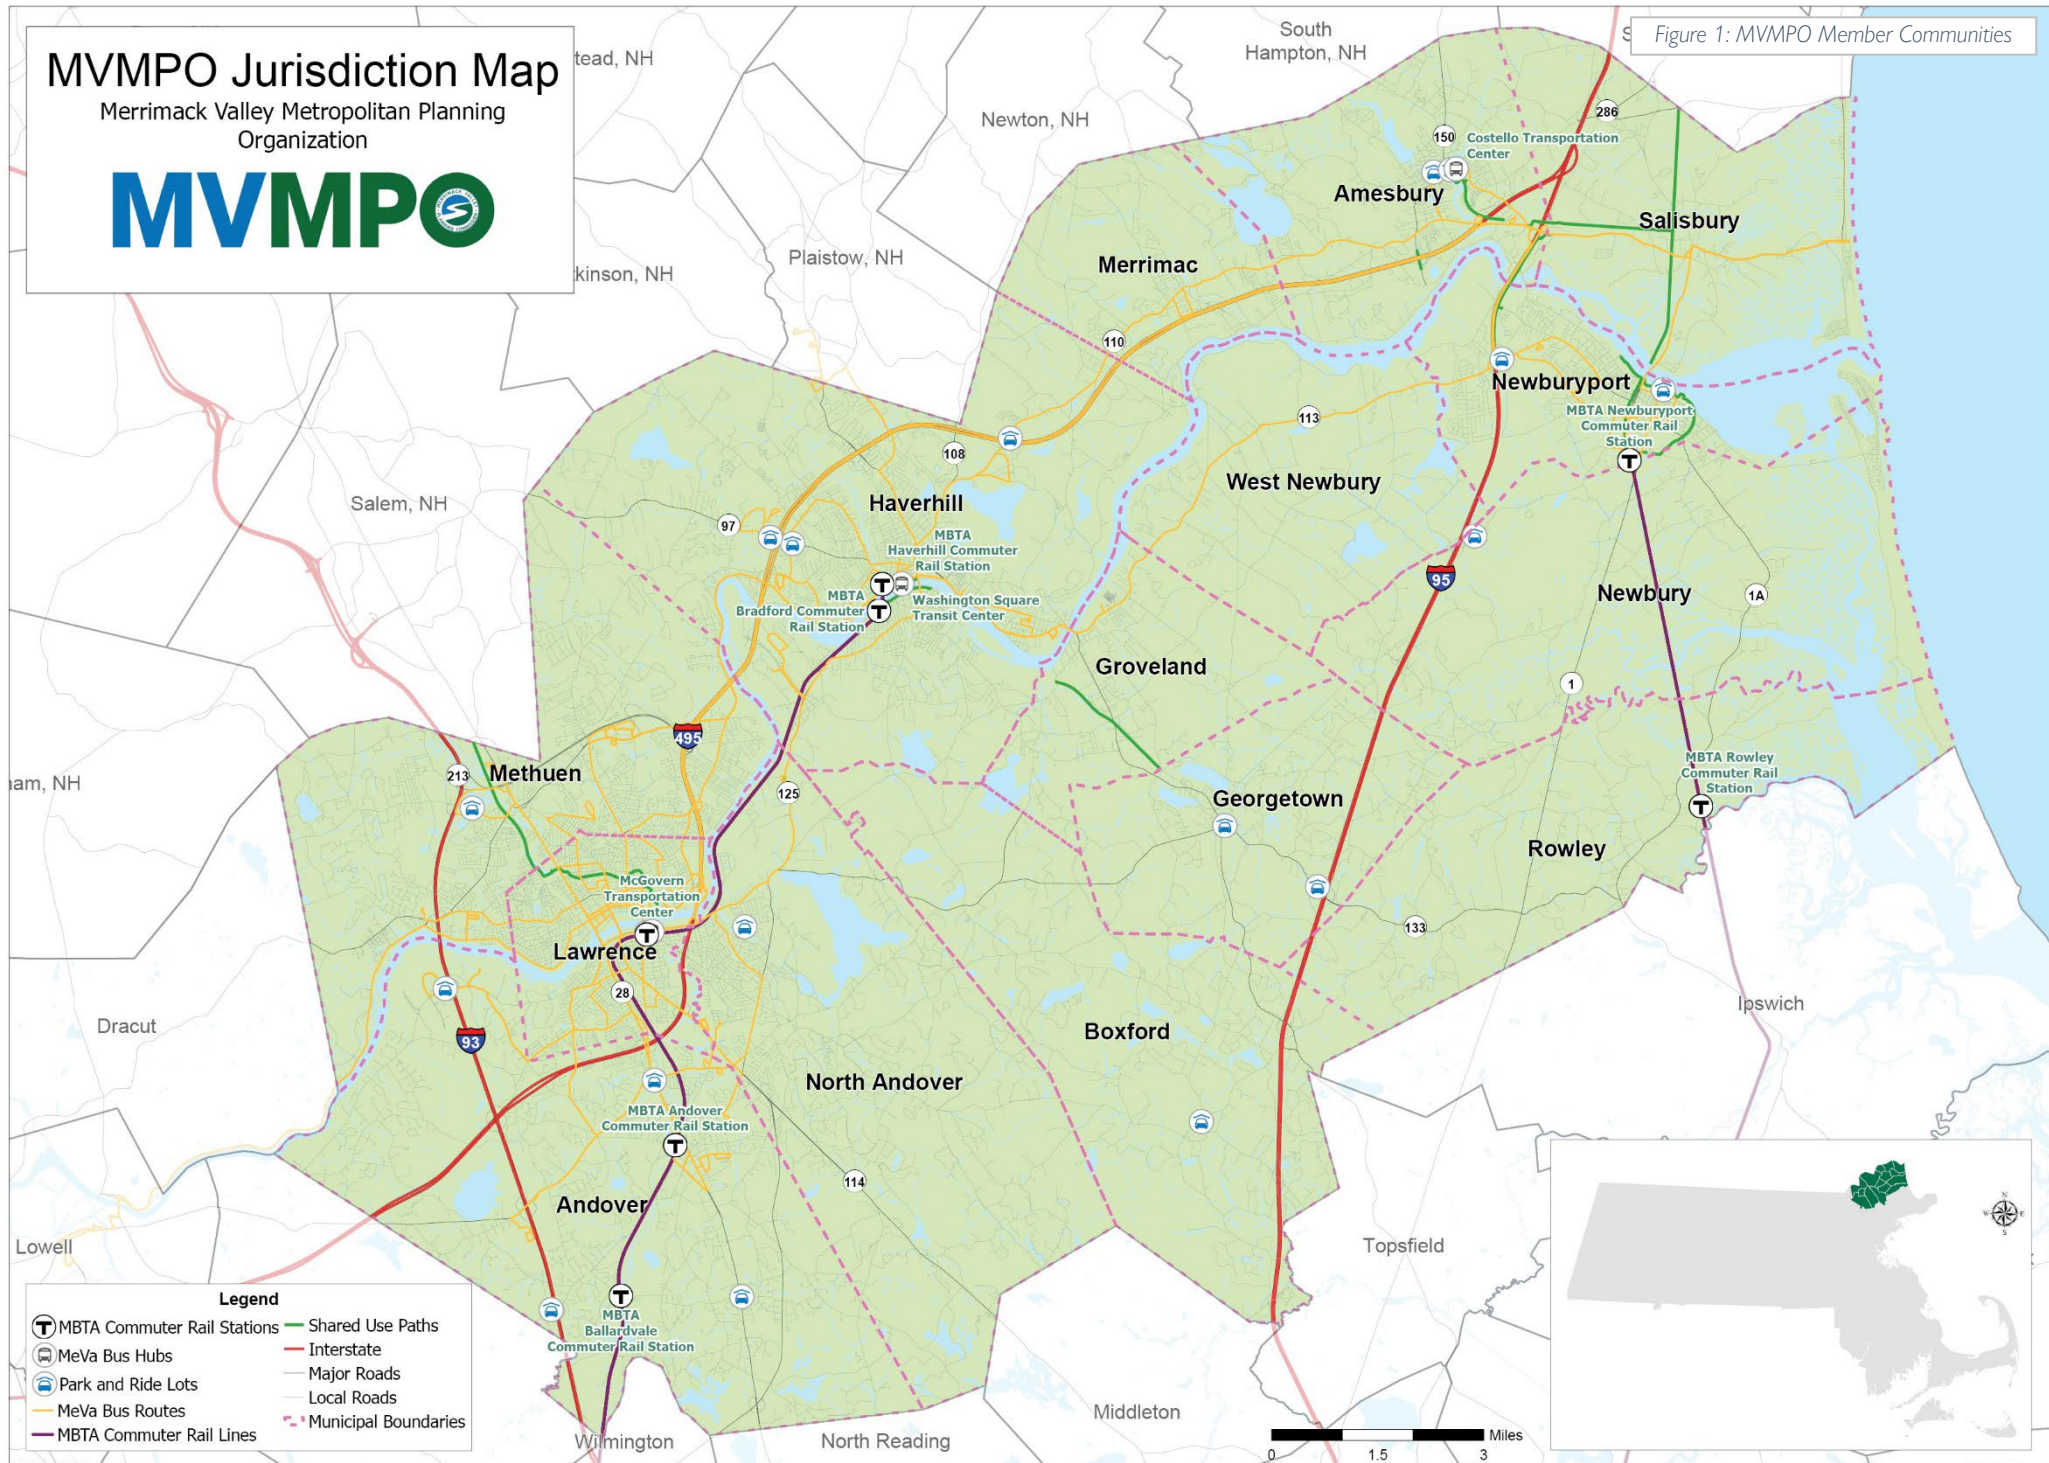 Figure 1: MVMPO Member Communities
MVMPO Jurisdiction Map
Merrimack Valley Metropolitan Planning
Organization
MVMPO
tead, NH
South
Hampton, NH
Newton, NH
kinson, NH
Plaistow, NH
Salem, NH
am, NH
Dracut
Lowell
Wilmington
North Reading
Middleton
Topsfield
Ipswich
286
150
Costello Transportation
Center
Amesbury
Salisbury
Merrimac
110
Newburyport
MBTA Newburyport
Commuter Rail
Station
113
108
West Newbury
Haverhill
97
MBTA
Haverhill Commuter
Rail Station
MBTA
Bradford Commuter
Rail Station
Washington Square
Transit Center
95
Newbury
1A
Groveland
1
495
MBTA Rowley
Commuter Rail
Station
213
Methuen
125
Georgetown
Rowley
McGovern
Transportation
Center
133
Lawrence
28
93
Boxford
North Andover
MBTA Andover
Commuter Rail Station
114
Andover
MBTA
Ballardvale
Commuter Rail Station
Legend
MBTA Commuter Rail Stations
MeVa Bus Hubs
Park and Ride Lots
MeVa Bus Routes
MBTA Commuter Rail Lines
Shared Use Paths
Interstate
Major Roads
Local Roads
Municipal Boundaries
Miles
0 1.5 3
N
W E
S